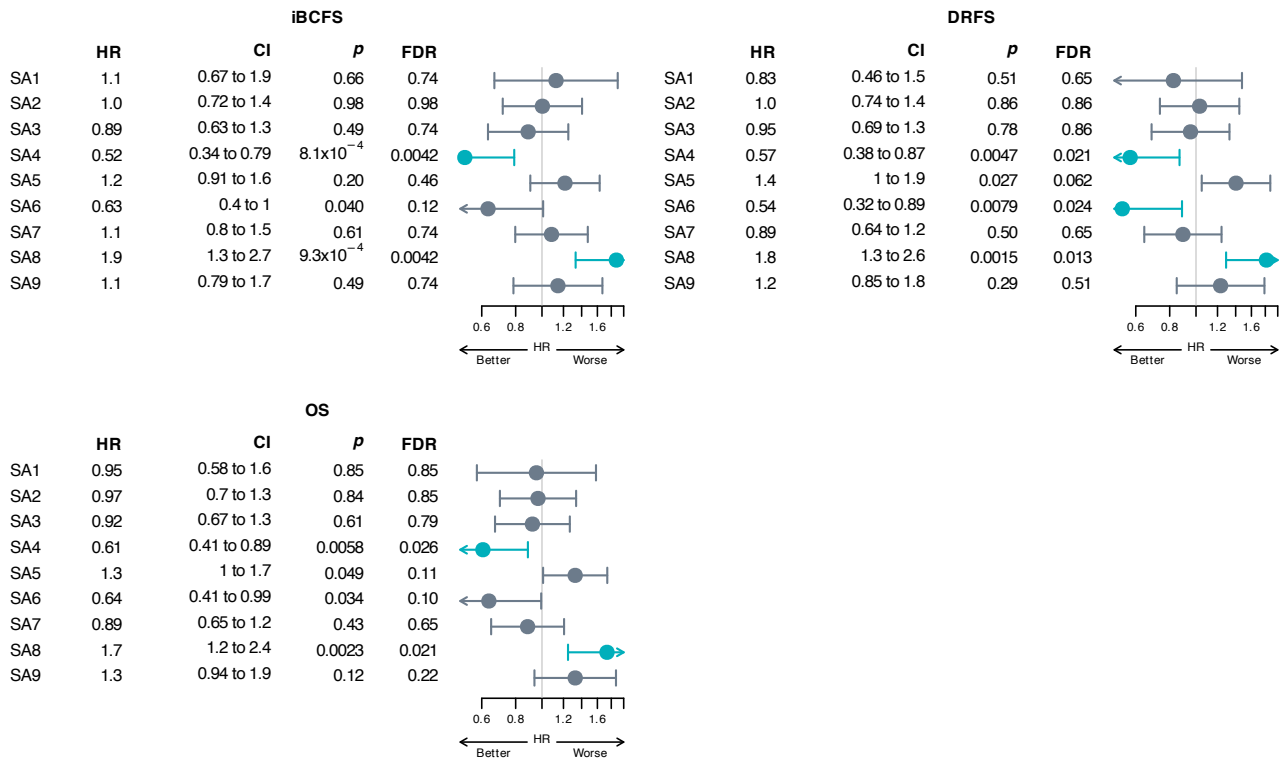 iBCFS
HR CI p FDR
SA1 1.1 0.67 to 1.9 0.66 0.74
SA2 1.0 0.72 to 1.4 0.98 0.98
SA3 0.89 0.63 to 1.3 0.49 0.74
SA4 0.52 0.34 to 0.79 8.1x10⁻⁴ 0.0042
SA5 1.2 0.91 to 1.6 0.20 0.46
SA6 0.63 0.4 to 1 0.040 0.12
SA7 1.1 0.8 to 1.5 0.61 0.74
SA8 1.9 1.3 to 2.7 9.3x10⁻⁴ 0.0042
SA9 1.1 0.79 to 1.7 0.49 0.74
0.6 0.8 1.2 1.6
HR
Better Worse
DRFS
HR CI p FDR
SA1 0.83 0.46 to 1.5 0.51 0.65
SA2 1.0 0.74 to 1.4 0.86 0.86
SA3 0.95 0.69 to 1.3 0.78 0.86
SA4 0.57 0.38 to 0.87 0.0047 0.021
SA5 1.4 1 to 1.9 0.027 0.062
SA6 0.54 0.32 to 0.89 0.0079 0.024
SA7 0.89 0.64 to 1.2 0.50 0.65
SA8 1.8 1.3 to 2.6 0.0015 0.013
SA9 1.2 0.85 to 1.8 0.29 0.51
0.6 0.8 1.2 1.6
HR
Better Worse
OS
HR CI p FDR
SA1 0.95 0.58 to 1.6 0.85 0.85
SA2 0.97 0.7 to 1.3 0.84 0.85
SA3 0.92 0.67 to 1.3 0.61 0.79
SA4 0.61 0.41 to 0.89 0.0058 0.026
SA5 1.3 1 to 1.7 0.049 0.11
SA6 0.64 0.41 to 0.99 0.034 0.10
SA7 0.89 0.65 to 1.2 0.43 0.65
SA8 1.7 1.2 to 2.4 0.0023 0.021
SA9 1.3 0.94 to 1.9 0.12 0.22
0.6 0.8 1.2 1.6
HR
Better Worse